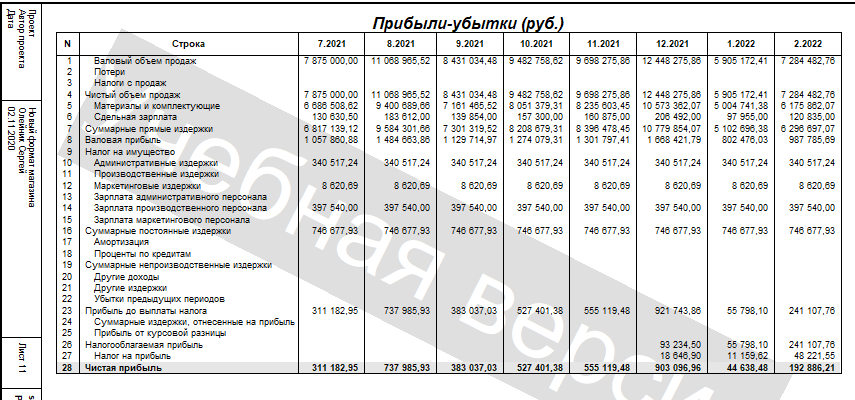 Прибыли-убытки (руб.)
N Строка 7.2021 8.2021 9.2021 10.2021 11.2021 12.2021 1.2022 2.2022
1 Валовый объем продаж 7 875 000,00 11 068 965,52 8 431 034,48 9 482 758,62 9 698 275,86 12 448 275,86 5 905 172,41 7 284 482,76
2 Потери
3 Налоги с продаж
4 Чистый объем продаж 7 875 000,00 11 068 965,52 8 431 034,48 9 482 758,62 9 698 275,86 12 448 275,86 5 905 172,41 7 284 482,76
5 Материалы и комплектующие 6 686 508,62 9 400 689,66 7 161 465,52 8 051 379,31 8 235 603,45 10 573 362,07 5 004 741,38 6 175 862,07
6 Сдельная зарплата 130 630,50 183 612,00 139 854,00 157 300,00 160 875,00 206 492,00 97 955,00 120 835,00
7 Суммарные прямые издержки 6 817 139,12 9 584 301,66 7 301 319,52 8 208 679,31 8 396 478,45 10 779 854,07 5 102 696,38 6 296 697,07
8 Валовая прибыль 1 057 860,88 1 484 663,86 1 129 714,97 1 274 079,31 1 301 797,41 1 668 421,79 802 476,03 987 785,69
9 Налог на имущество
10 Административные издержки 340 517,24 340 517,24 340 517,24 340 517,24 340 517,24 340 517,24 340 517,24 340 517,24
11 Производственные издержки
12 Маркетинговые издержки 8 620,69 8 620,69 8 620,69 8 620,69 8 620,69 8 620,69 8 620,69 8 620,69
13 Зарплата административного персонала
14 Зарплата производственного персонала 397 540,00 397 540,00 397 540,00 397 540,00 397 540,00 397 540,00 397 540,00 397 540,00
15 Зарплата маркетингового персонала
16 Суммарные постоянные издержки 746 677,93 746 677,93 746 677,93 746 677,93 746 677,93 746 677,93 746 677,93 746 677,93
17 Амортизация
18 Проценты по кредитам
19 Суммарные непроизводственные издержки
20 Другие доходы
21 Другие издержки
22 Убытки предыдущих периодов
23 Прибыль до выплаты налога 311 182,95 737 985,93 383 037,03 527 401,38 555 119,48 921 743,86 55 798,10 241 107,76
24 Суммарные издержки, отнесенные на прибыль
25 Прибыль от курсовой разницы
26 Налогооблагаемая прибыль 93 234,50 55 798,10 241 107,76
27 Налог на прибыль 18 646,90 11 159,62 48 221,55
28 Чистая прибыль 311 182,95 737 985,93 383 037,03 527 401,38 555 119,48 903 096,96 44 638,48 192 886,21
Проект
Автор проекта
Дата
Новый формат магазина
Олейник Сергей
02.11.2020
Лист 11